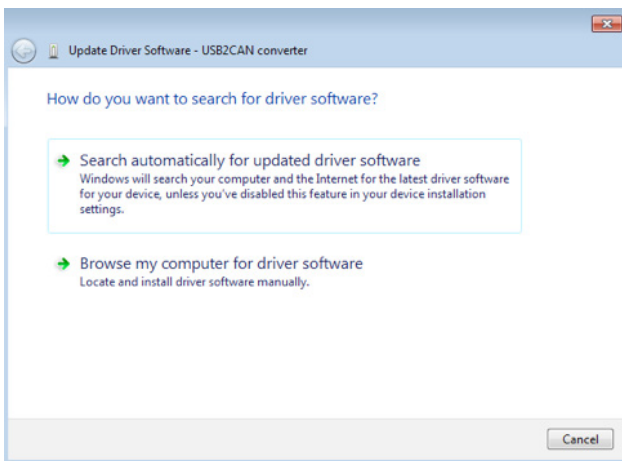 Update Driver Software - USB2CAN converter
How do you want to search for driver software?
Search automatically for updated driver software
Windows will search your computer and the Internet for the latest driver software
for your device, unless you've disabled this feature in your device installation
settings.
Browse my computer for driver software
Locate and install driver software manually.
Cancel